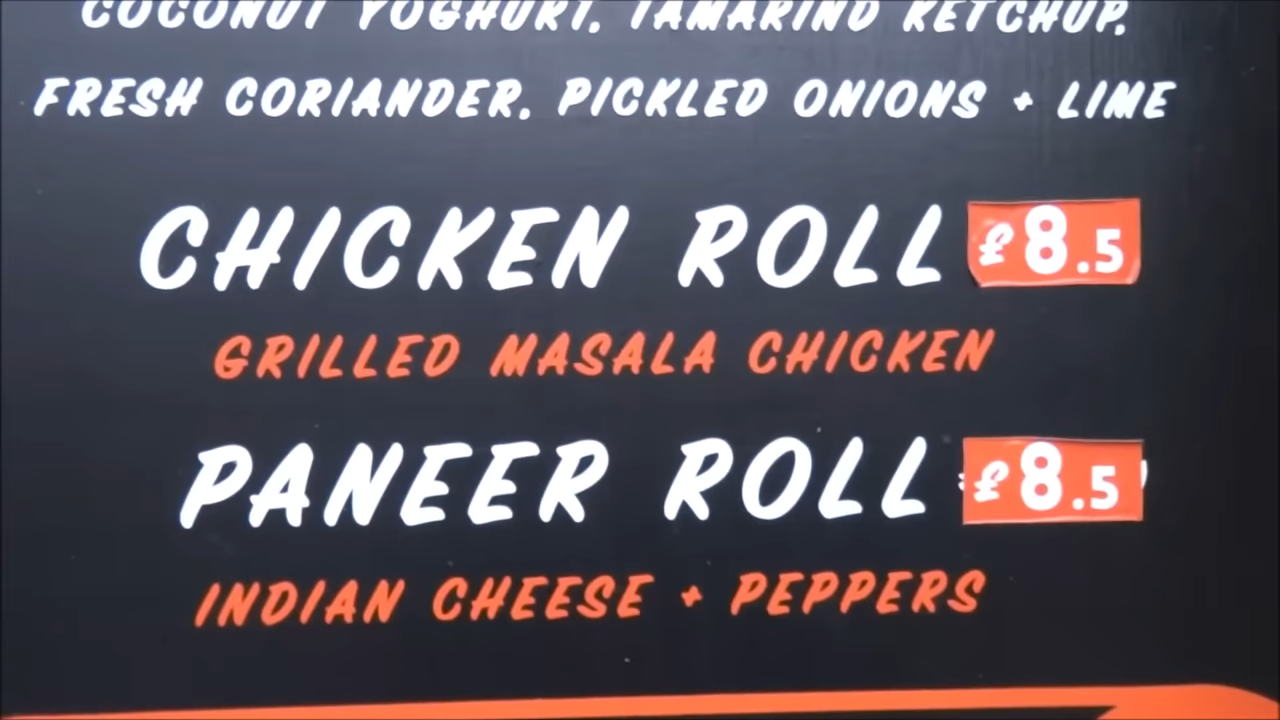 COCONUT YOGHURT, TAMARIND KETCHUP,
FRESH CORIANDER, PICKLED ONIONS + LIME
CHICKEN ROLL £8.5
GRILLED MASALA CHICKEN
PANEER ROLL £8.5
INDIAN CHEESE + PEPPERS